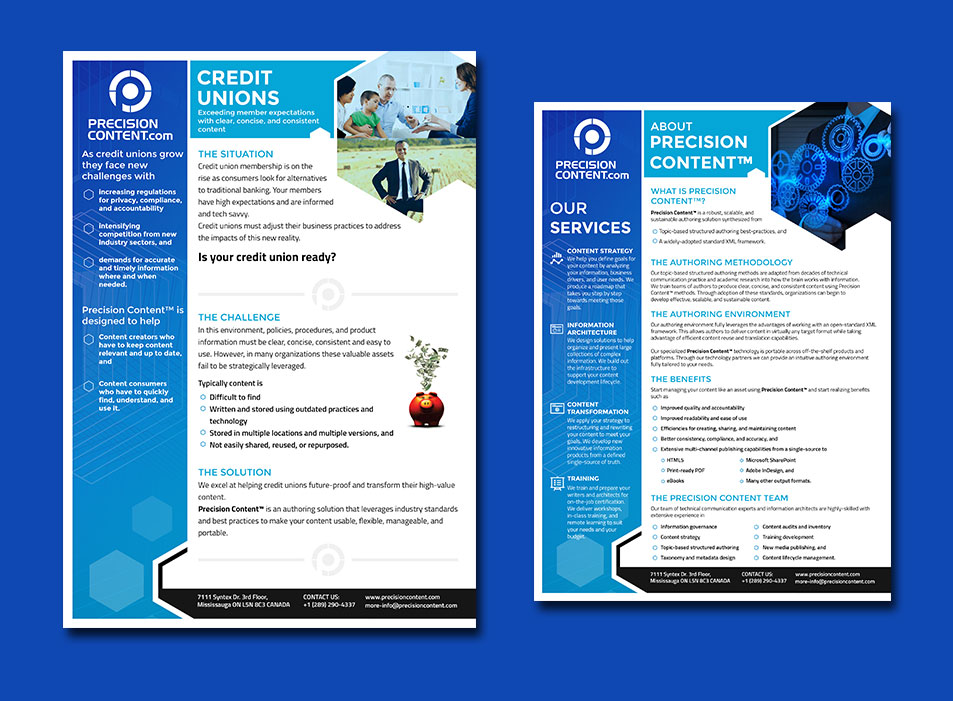 PRECISION
CONTENT.com
As credit unions grow
they face new
challenges with
Increasing regulations
for privacy, compliance,
and accountability
Intensifying
competition from new
Industry sectors, and
demands for accurate
and timely information
where and when
needed.
Precision Content™ is
designed to help
Content creators who
have to keep content
relevant and up to date,
and
Content consumers
who have to quickly
find, understand, and
use it.
CREDIT
UNIONS
Exceeding member expectations
with clear, concise, and consistent
content
THE SITUATION
Credit union membership is on the
rise as consumers look for alternatives
to traditional banking. Your members
have high expectations and are informed
and tech savvy.
Credit unions must adjust their business practices to address
the impacts of this new reality.
Is your credit union ready?
THE CHALLENGE
In this environment, policies, procedures, and product
information must be clear, concise, consistent and easy to
use. However, in many organizations these valuable assets
fail to be strategically leveraged.
Typically content is
Difficult to find
Written and stored using outdated practices and
technology
Stored in multiple locations and multiple versions, and
Not easily shared, reused, or repurposed.
THE SOLUTION
We excel at helping credit unions future-proof and transform their high-value
content.
Precision Content™ is an authoring solution that leverages industry standards
and best practices to make your content usable, flexible, manageable, and
portable.
7111 Syntex Dr. 3rd Floor,
Mississauga ON L5N 8C3 CANADA
CONTACT US:
+1 (289) 290-4337
www.precisioncontent.com
more-info@precisioncontent.com
PRECISION
CONTENT.com
OUR
SERVICES
CONTENT STRATEGY
We help you define goals for
your content by analyzing
your information, business
drivers, and user needs. We
produce a roadmap that
takes you step by step
towards meeting those
goals.
INFORMATION
ARCHITECTURE
We design solutions to help
organize and present large
collections of complex
information. We build out
the infrastructure to
support your content
development lifecycle.
CONTENT
TRANSFORMATION
We apply your strategy to
restructuring and rewriting
your content to meet your
goals. We develop new
innovative information
products from a defined
single-source of truth.
TRAINING
We train and prepare your
writers and architects for
on-the-job certification.
We deliver workshops,
in-class training, and
remote learning to suit
your needs and your
budget.
ABOUT
PRECISION
CONTENT™
WHAT IS PRECISION
CONTENT™?
Precision Content™ is a robust, scalable, and
sustainable authoring solution synthesized from
Topic-based structured authoring best-practices, and
A widely-adopted standard XML framework.
THE AUTHORING METHODOLOGY
Our topic-based structured authoring methods are adapted from decades of technical
communication practice and academic research into how the brain works with information.
We train teams of authors to produce clear, concise, and consistent content using Precision
Content™ methods. Through adoption of these standards, organizations can begin to
develop effective, scalable, and sustainable content.
THE AUTHORING ENVIRONMENT
Our authoring environment fully leverages the advantages of working with an open-standard XML
framework. This allows authors to deliver content in virtually any target format while taking
advantage of efficient content reuse and translation capabilities.
Our specialized Precision Content™ technology is portable across off-the-shelf products and
platforms. Through our technology partners we can provide an intuitive authoring environment
fully tailored to your needs.
THE BENEFITS
Start managing your content like an asset using Precision Content™ and start realizing benefits
such as
Improved quality and accountability
Improved readability and ease of use
Efficiencies for creating, sharing, and maintaining content
Better consistency, compliance, and accuracy, and
Extensive multi-channel publishing capabilities from a single-source to
HTML5
Print-ready PDF
eBooks
Microsoft SharePoint
Adobe InDesign, and
Many other output formats.
THE PRECISION CONTENT TEAM
Our team of technical communication experts and information architects are highly-skilled with
extensive experience in
Information governance
Content strategy
Topic-based structured authoring
Taxonomy and metadata design
Content audits and inventory
Training development
New media publishing, and
Content lifecycle management.
7111 Syntex Dr. 3rd Floor,
Mississauga ON L5N 8C3 CANADA
CONTACT US:
+1 (289) 290-4337
www.precisioncontent.com
more-info@precisioncontent.com